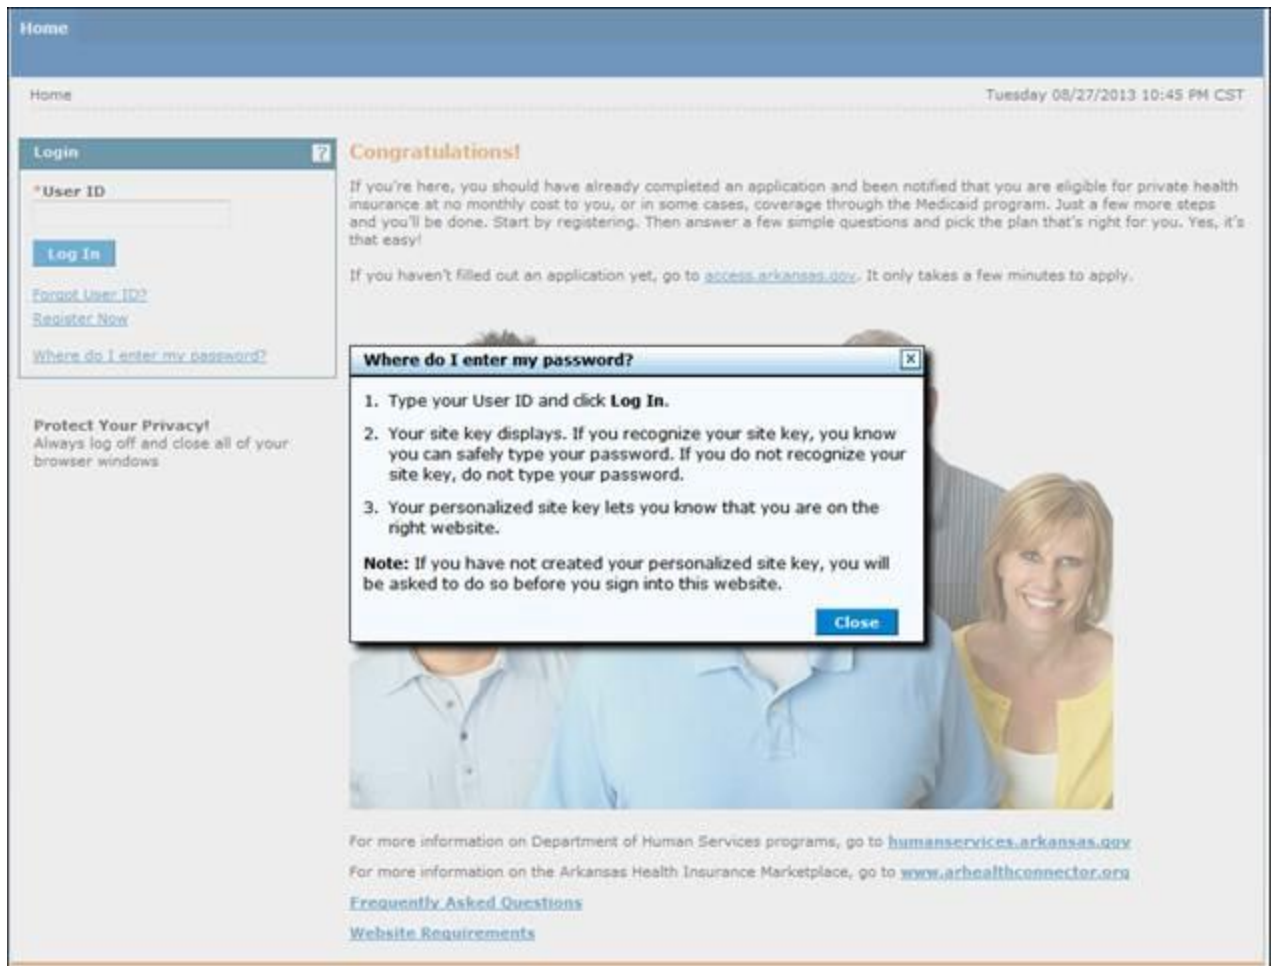 Home
Home
Tuesday 08/27/2013 10:45 PM CST
Login
?
*User ID
Log In
Forgot User ID?
Register Now
Where do I enter my password?
Protect Your Privacy!
Always log off and close all of your
browser windows
Congratulations!
If you're here, you should have already completed an application and been notified that you are eligible for private health
insurance at no monthly cost to you, or in some cases, coverage through the Medicaid program. Just a few more steps
and you'll be done. Start by registering. Then answer a few simple questions and pick the plan that's right for you. Yes, it's
that easy!
If you haven't filled out an application yet, go to access.arkansas.gov. It only takes a few minutes to apply.
Where do I enter my password?
x
1. Type your User ID and click Log In.
2. Your site key displays. If you recognize your site key, you know
you can safely type your password. If you do not recognize your
site key, do not type your password.
3. Your personalized site key lets you know that you are on the
right website.
Note: If you have not created your personalized site key, you will
be asked to do so before you sign into this website.
Close
For more information on Department of Human Services programs, go to humanservices.arkansas.gov
For more information on the Arkansas Health Insurance Marketplace, go to www.arhealthconnector.org
Frequently Asked Questions
Website Requirements